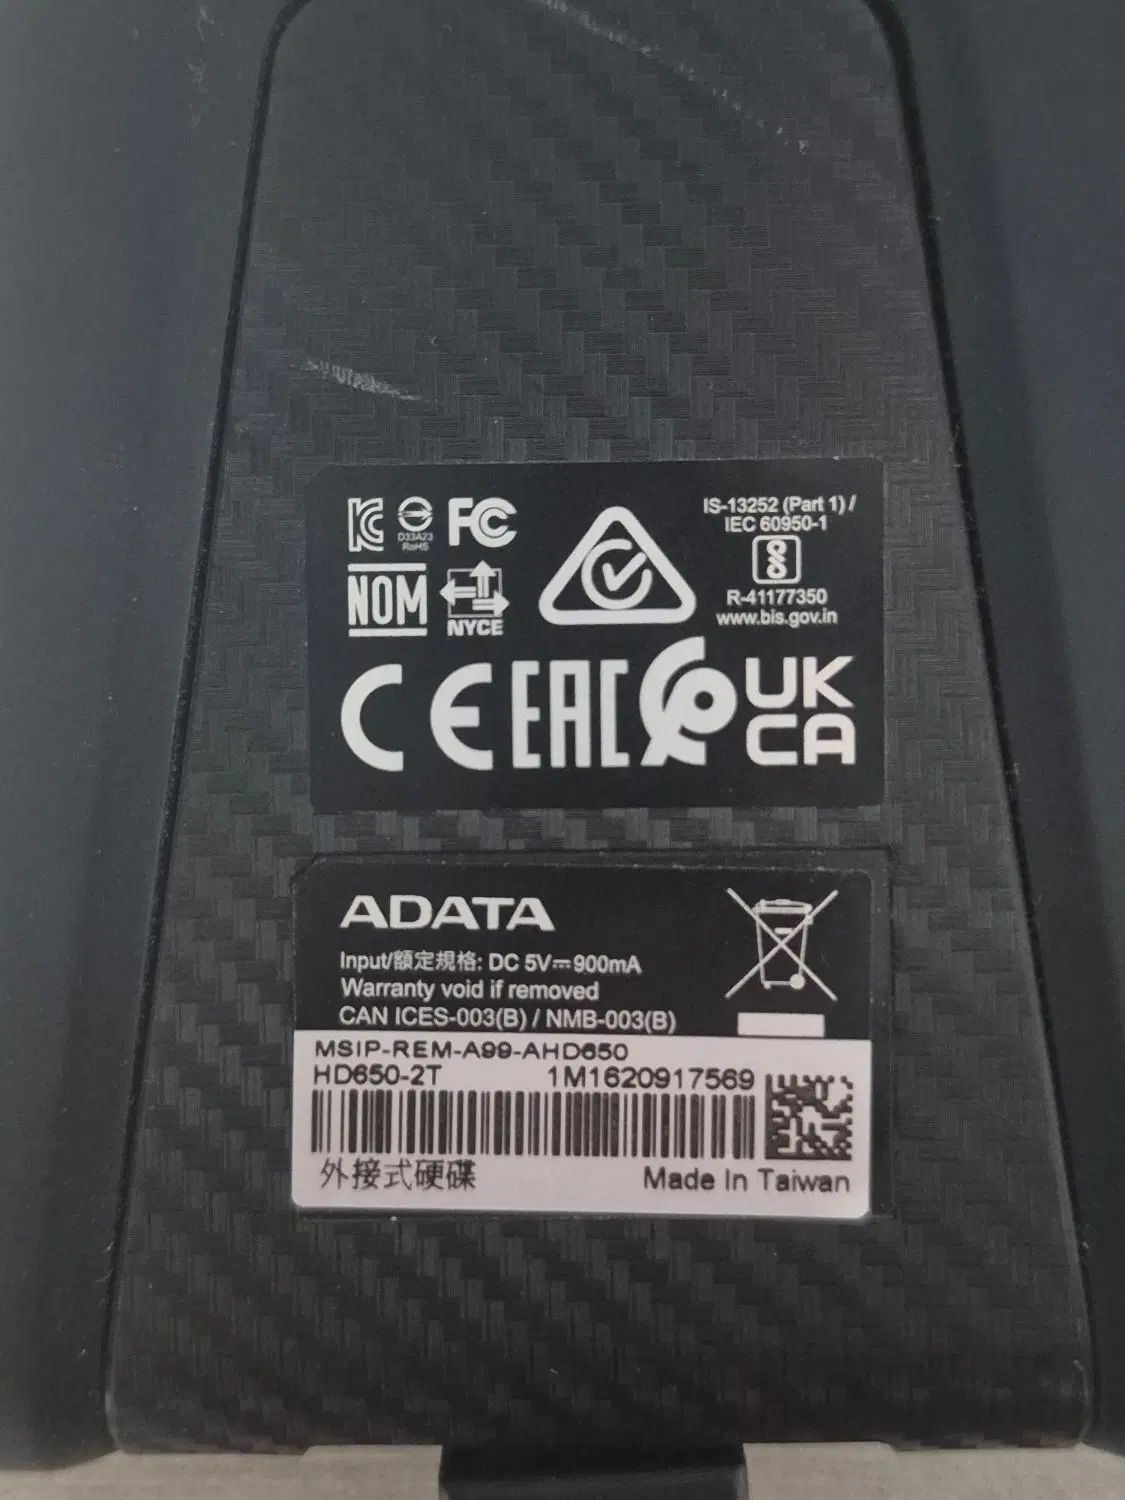 IS-13252 (Part 1) /
IEC 60950-1
D33A23
RoHS
FC
NOM
NYCE
R-41177350
www.bis.gov.in
CE EAC UK
CA
ADATA
Input/額定規格: DC 5V⎓900mA
Warranty void if removed
CAN ICES-003(B) / NMB-003(B)
MSIP-REM-A99-AHD650
HD650-2T 1M1620917569
外接式硬碟 Made In Taiwan